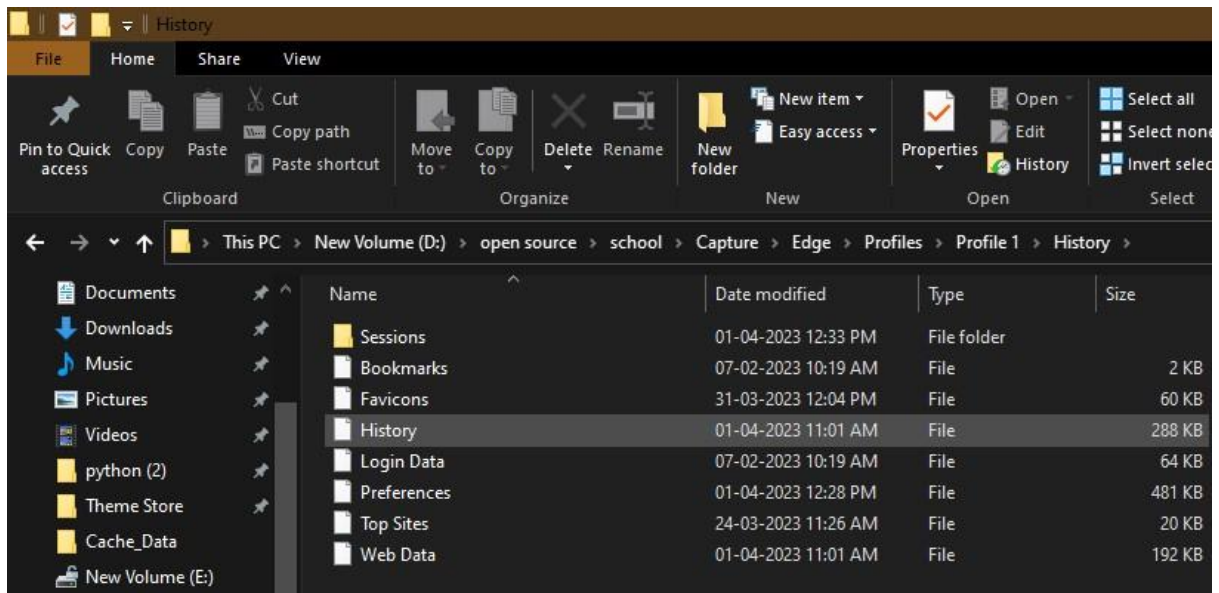 History
File Home Share View
Pin to Quick access
Copy
Paste
Cut
Copy path
Paste shortcut
Clipboard
Move to
Copy to
Delete
Rename
Organize
New folder
New item
Easy access
New
Properties
Open
Edit
History
Open
Select all
Select none
Invert selec
Select
This PC > New Volume (D:) > open source > school > Capture > Edge > Profiles > Profile 1 > History >
Documents
Downloads
Music
Pictures
Videos
python (2)
Theme Store
Cache_Data
New Volume (E:)
Name Date modified Type Size
Sessions 01-04-2023 12:33 PM File folder
Bookmarks 07-02-2023 10:19 AM File 2 KB
Favicons 31-03-2023 12:04 PM File 60 KB
History 01-04-2023 11:01 AM File 288 KB
Login Data 07-02-2023 10:19 AM File 64 KB
Preferences 01-04-2023 12:28 PM File 481 KB
Top Sites 24-03-2023 11:26 AM File 20 KB
Web Data 01-04-2023 11:01 AM File 192 KB